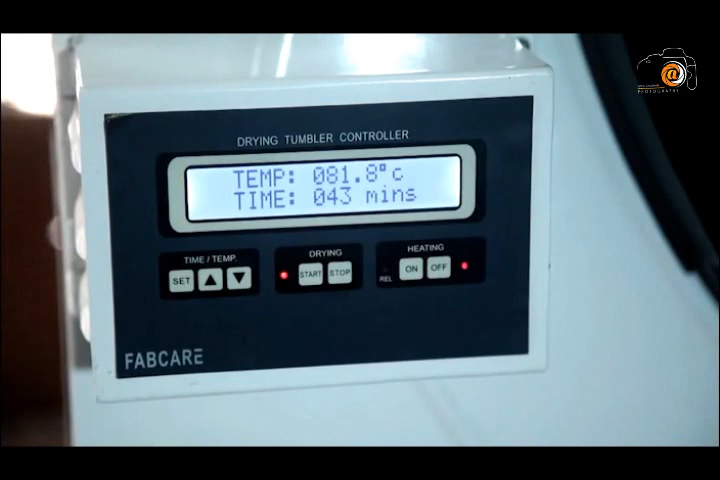 DRYING TUMBLER CONTROLLER
TEMP: 081.8°c
TIME: 043 mins
TIME / TEMP.
SET
DRYING
START STOP
HEATING
REL ON OFF
FABCARE
@
PHOTOGRAPHY